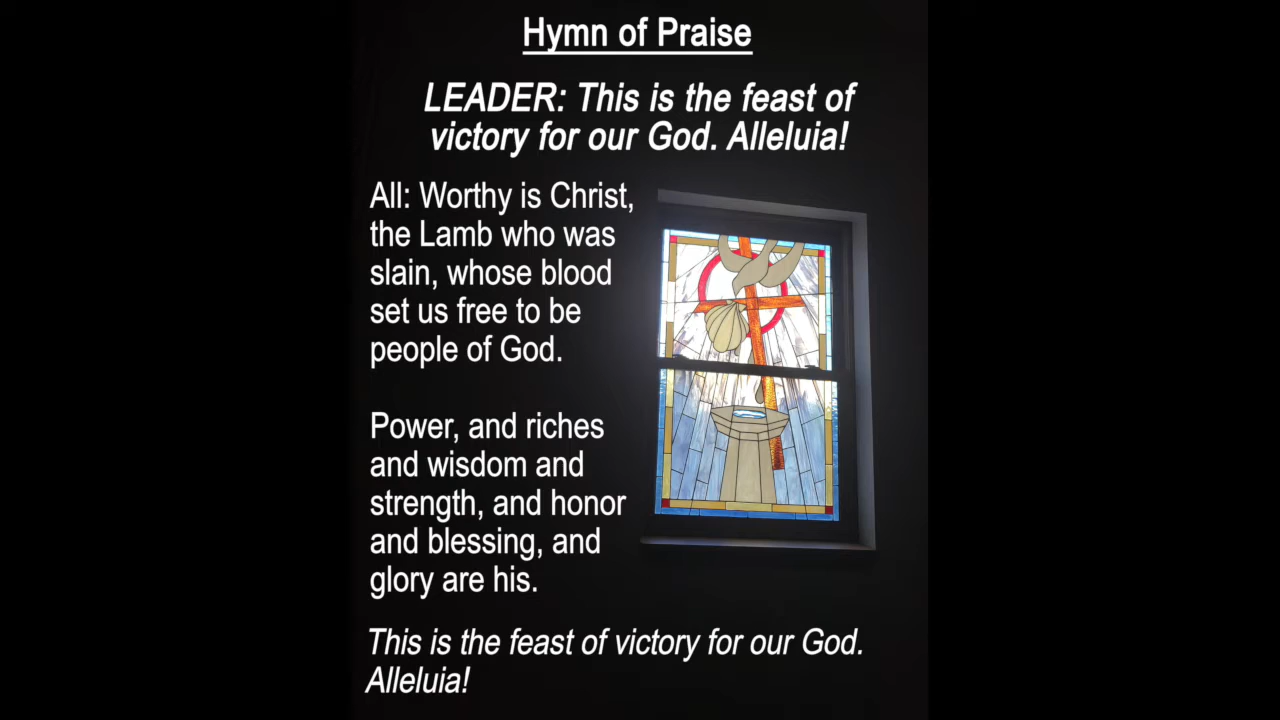 Hymn of Praise
LEADER: This is the feast of
victory for our God. Alleluia!
All: Worthy is Christ,
the Lamb who was
slain, whose blood
set us free to be
people of God.
Power, and riches
and wisdom and
strength, and honor
and blessing, and
glory are his.
This is the feast of victory for our God.
Alleluia!